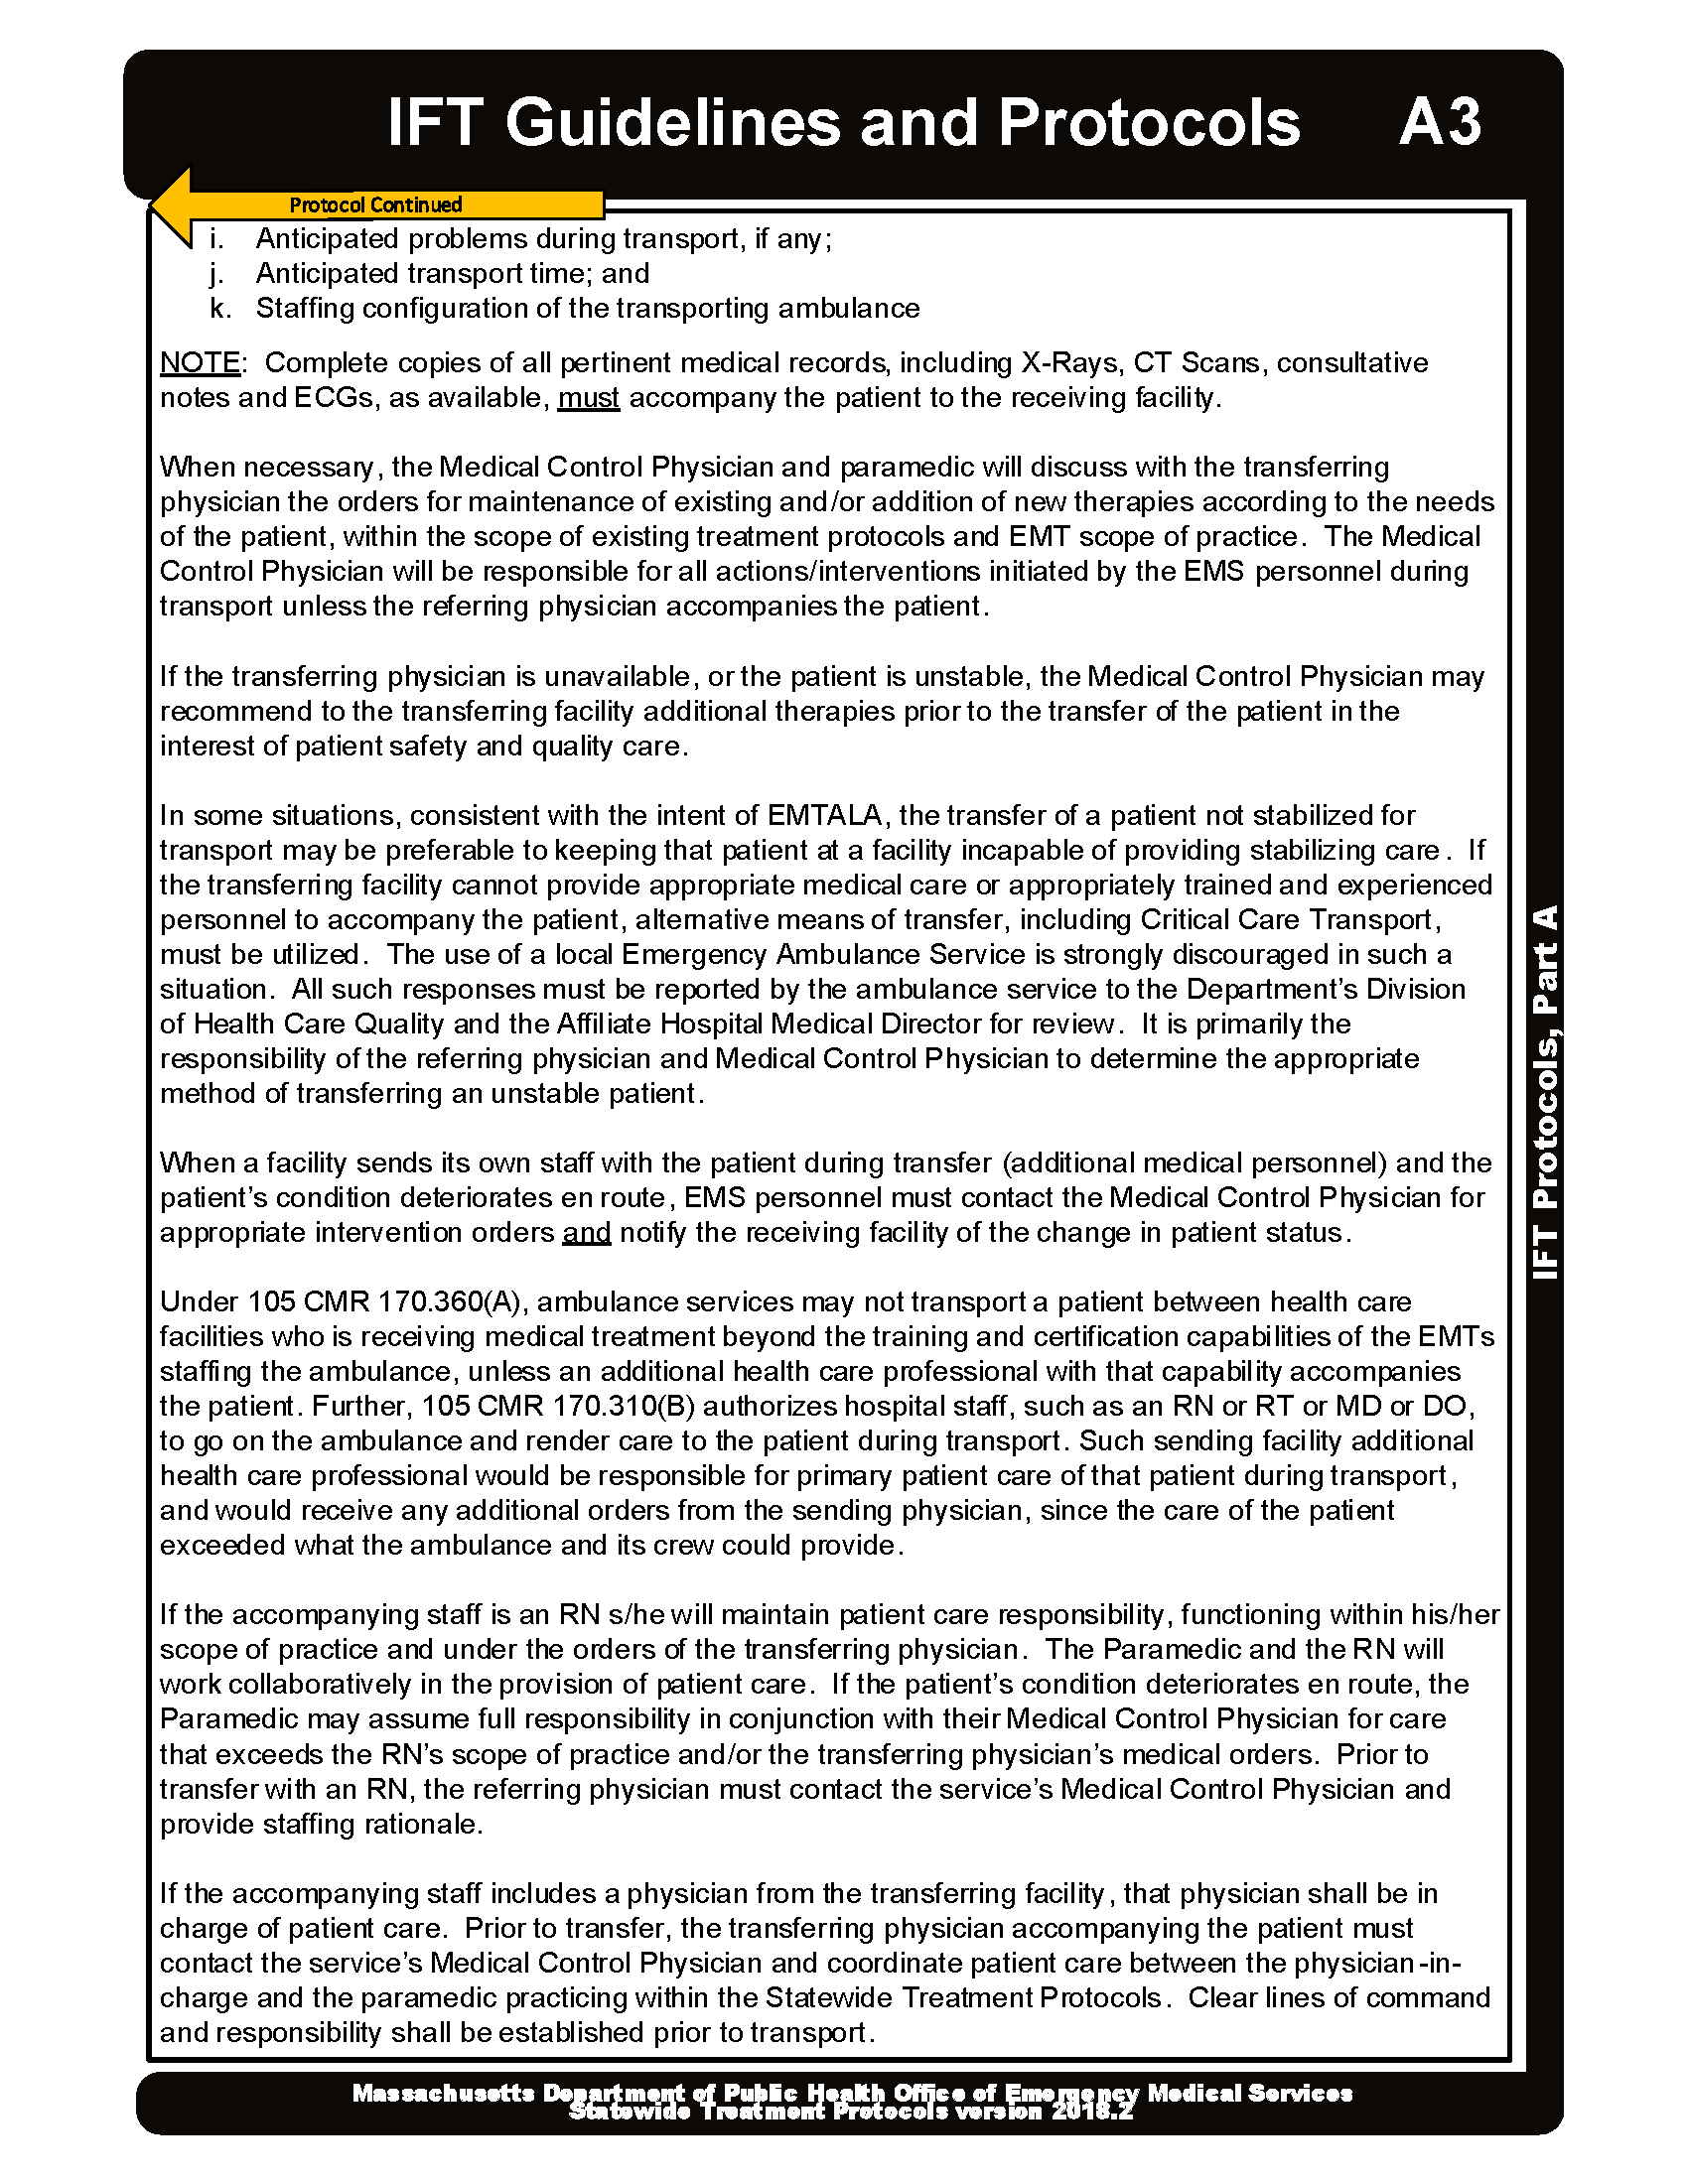 IFT Guidelines and Protocols A3
Protocol Continued
i. Anticipated problems during transport, if any;
j. Anticipated transport time; and
k. Staffing configuration of the transporting ambulance
NOTE: Complete copies of all pertinent medical records, including X-Rays, CT Scans, consultative
notes and ECGs, as available, must accompany the patient to the receiving facility.
When necessary, the Medical Control Physician and paramedic will discuss with the transferring
physician the orders for maintenance of existing and/or addition of new therapies according to the needs
of the patient, within the scope of existing treatment protocols and EMT scope of practice. The Medical
Control Physician will be responsible for all actions/interventions initiated by the EMS personnel during
transport unless the referring physician accompanies the patient.
If the transferring physician is unavailable, or the patient is unstable, the Medical Control Physician may
recommend to the transferring facility additional therapies prior to the transfer of the patient in the
interest of patient safety and quality care.
In some situations, consistent with the intent of EMTALA, the transfer of a patient not stabilized for
transport may be preferable to keeping that patient at a facility incapable of providing stabilizing care. If
the transferring facility cannot provide appropriate medical care or appropriately trained and experienced
personnel to accompany the patient, alternative means of transfer, including Critical Care Transport,
must be utilized. The use of a local Emergency Ambulance Service is strongly discouraged in such a
situation. All such responses must be reported by the ambulance service to the Department's Division
of Health Care Quality and the Affiliate Hospital Medical Director for review. It is primarily the
responsibility of the referring physician and Medical Control Physician to determine the appropriate
method of transferring an unstable patient.
When a facility sends its own staff with the patient during transfer (additional medical personnel) and the
patient's condition deteriorates en route, EMS personnel must contact the Medical Control Physician for
appropriate intervention orders and notify the receiving facility of the change in patient status.
Under 105 CMR 170.360(A), ambulance services may not transport a patient between health care
facilities who is receiving medical treatment beyond the training and certification capabilities of the EMTs
staffing the ambulance, unless an additional health care professional with that capability accompanies
the patient. Further, 105 CMR 170.310(B) authorizes hospital staff, such as an RN or RT or MD or DO,
to go on the ambulance and render care to the patient during transport. Such sending facility additional
health care professional would be responsible for primary patient care of that patient during transport,
and would receive any additional orders from the sending physician, since the care of the patient
exceeded what the ambulance and its crew could provide.
If the accompanying staff is an RN s/he will maintain patient care responsibility, functioning within his/her
scope of practice and under the orders of the transferring physician. The Paramedic and the RN will
work collaboratively in the provision of patient care. If the patient's condition deteriorates en route, the
Paramedic may assume full responsibility in conjunction with their Medical Control Physician for care
that exceeds the RN's scope of practice and/or the transferring physician's medical orders. Prior to
transfer with an RN, the referring physician must contact the service's Medical Control Physician and
provide staffing rationale.
If the accompanying staff includes a physician from the transferring facility, that physician shall be in
charge of patient care. Prior to transfer, the transferring physician accompanying the patient must
contact the service's Medical Control Physician and coordinate patient care between the physician-in-
charge and the paramedic practicing within the Statewide Treatment Protocols. Clear lines of command
and responsibility shall be established prior to transport.
IFT Protocols, Part A
Massachusetts Department of Public Health Office of Emergency Medical Services
Statewide Treatment Protocols version 2018.2